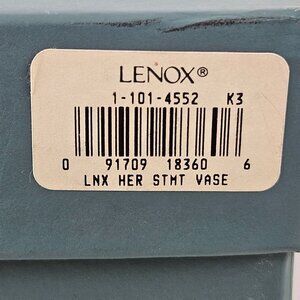 LENOX®
1-101-4552 K3
0 91709 18360 6
LNX HER STMT VASE